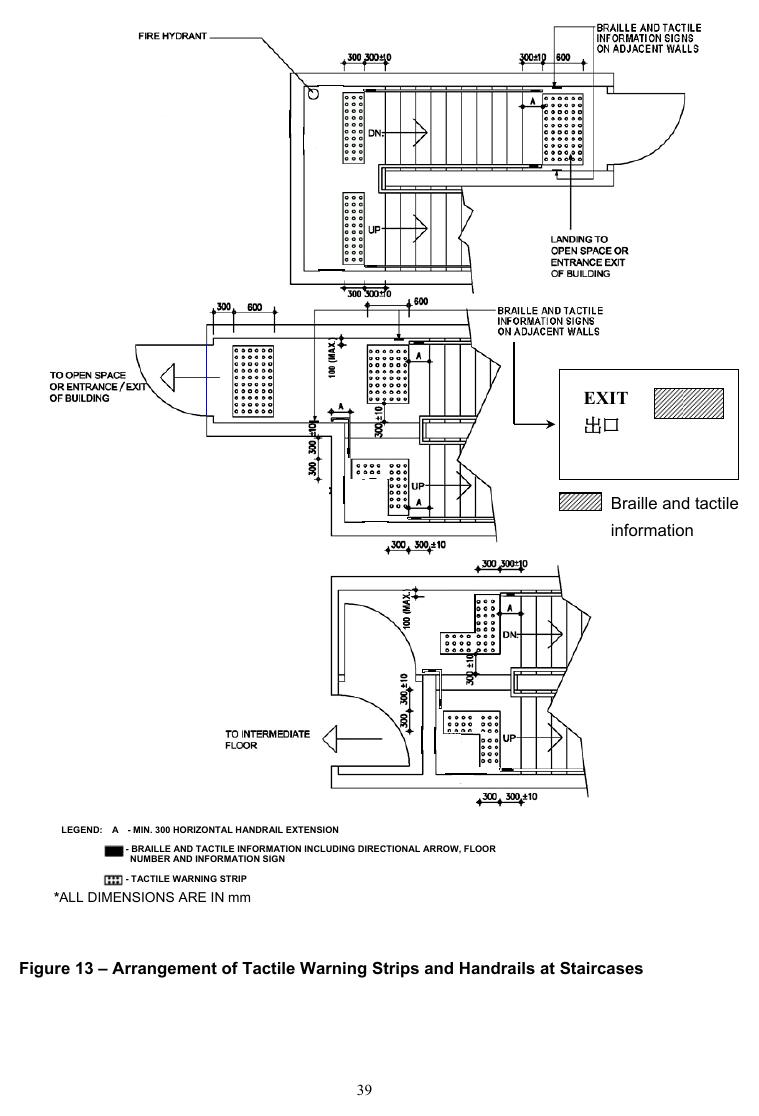 FIRE HYDRANT
BRAILLE AND TACTILE
INFORMATION SIGNS
ON ADJACENT WALLS
300 300±10
300±10 600
A
DN.
UP
LANDING TO
OPEN SPACE OR
ENTRANCE EXIT
OF BUILDING
300 300±10
600
300 600
BRAILLE AND TACTILE
INFORMATION SIGNS
ON ADJACENT WALLS
100 (MAX.)
A
TO OPEN SPACE
OR ENTRANCE/EXIT
OF BUILDING
A
300 ±10
300 ±10
300
UP
A
300 300 ±10
EXIT
出口
Braille and tactile
information
300 300±10
100 (MAX.)
A
DN.
300 ±10
300 ±10
300
TO INTERMEDIATE
FLOOR
UP
300 300 ±10
LEGEND: A - MIN. 300 HORIZONTAL HANDRAIL EXTENSION
- BRAILLE AND TACTILE INFORMATION INCLUDING DIRECTIONAL ARROW, FLOOR
NUMBER AND INFORMATION SIGN
- TACTILE WARNING STRIP
*ALL DIMENSIONS ARE IN mm
Figure 13 – Arrangement of Tactile Warning Strips and Handrails at Staircases
39